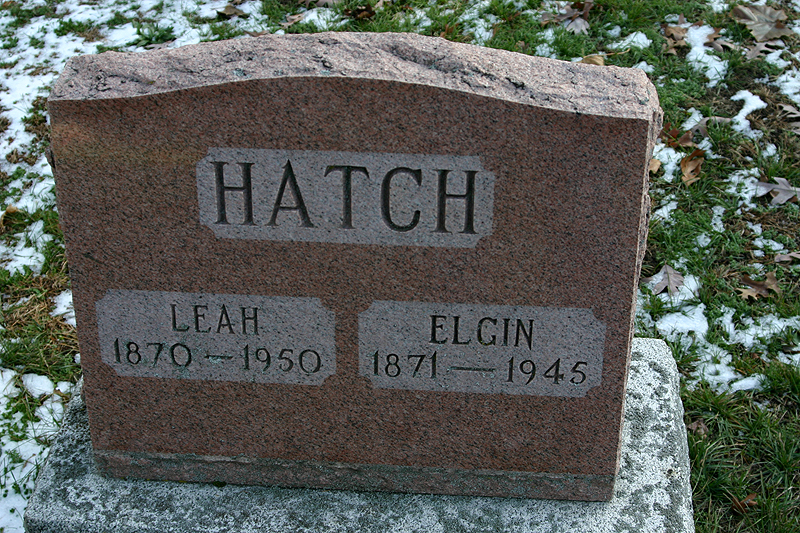 HATCH
LEAH
1870 — 1950
ELGIN
1871 — 1945